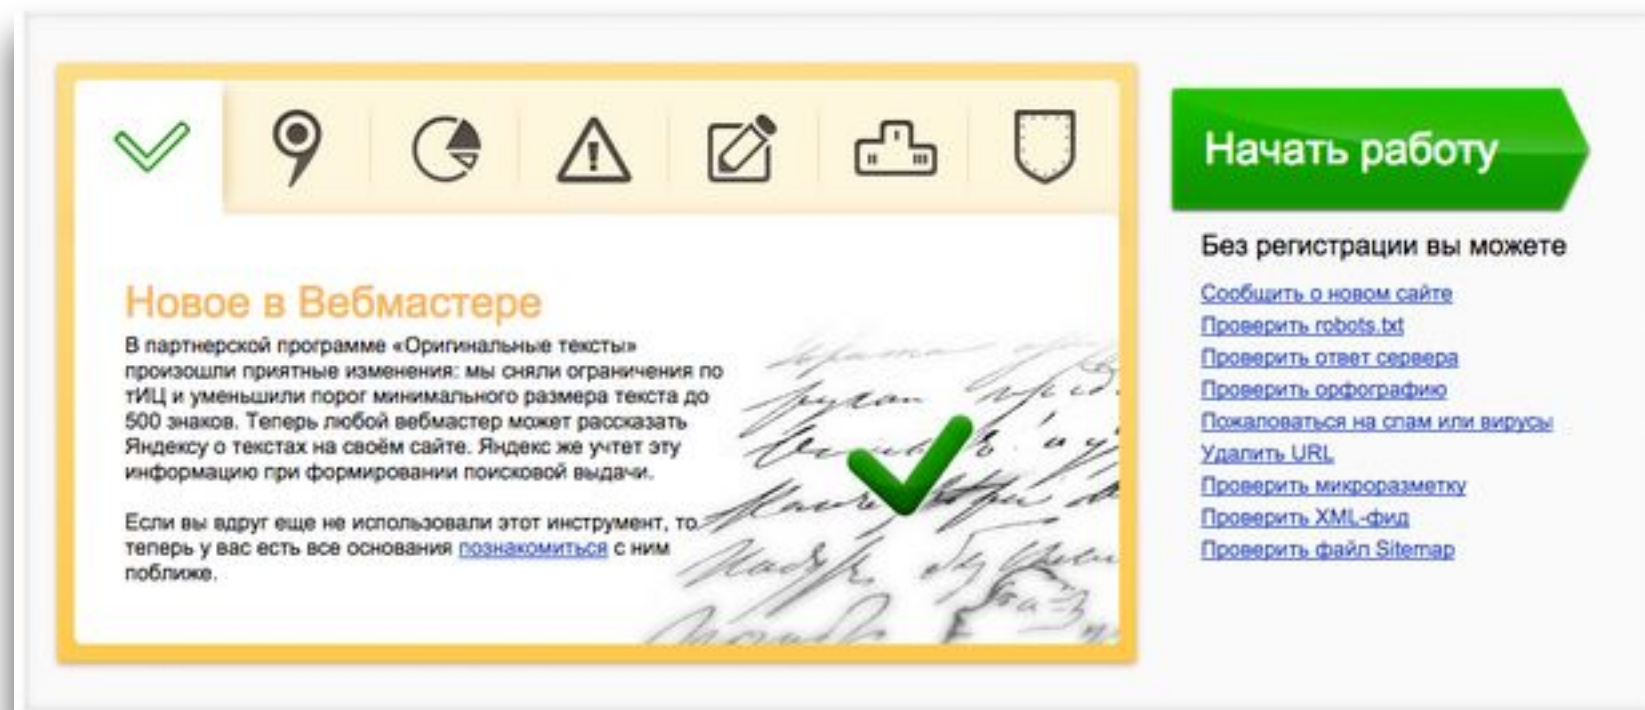 Новое в Вебмастере
В партнерской программе «Оригинальные тексты»
произошли приятные изменения: мы сняли ограничения по
тИЦ и уменьшили порог минимального размера текста до
500 знаков. Теперь любой вебмастер может рассказать
Яндексу о текстах на своём сайте. Яндекс же учтет эту
информацию при формировании поисковой выдачи.
Если вы вдруг еще не использовали этот инструмент, то
теперь у вас есть все основания познакомиться с ним
поближе.
Начать работу
Без регистрации вы можете
Сообщить о новом сайте
Проверить robots.txt
Проверить ответ сервера
Проверить орфографию
Пожаловаться на спам или вирусы
Удалить URL
Проверить микроразметку
Проверить XML-фид
Проверить файл Sitemap